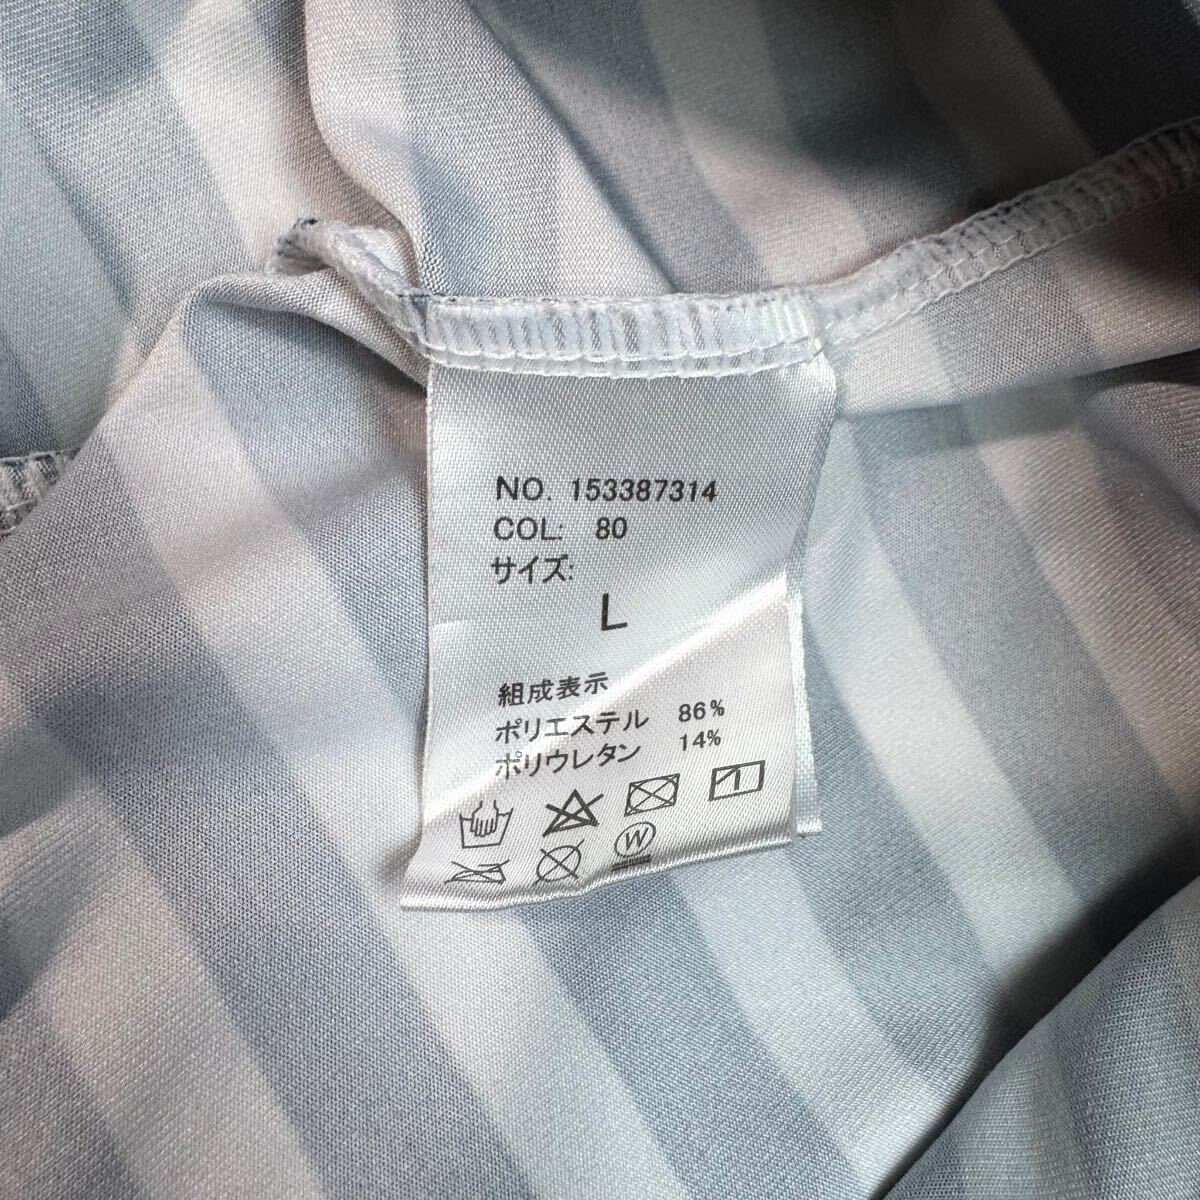 NO. 153387314
COL: 80
サイズ:
L
組成表示
ポリエステル 86%
ポリウレタン 14%
W